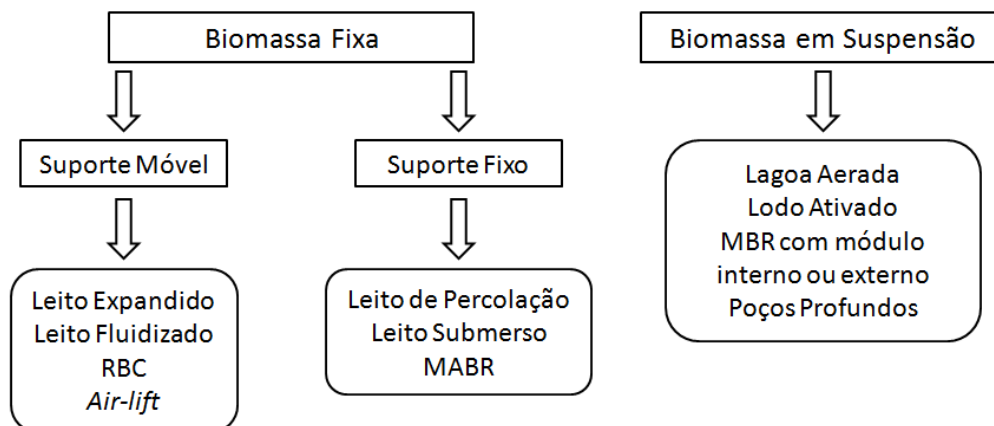 Biomassa Fixa
Biomassa em Suspensão
Suporte Móvel
Suporte Fixo
Leito Expandido
Leito Fluidizado
RBC
Air-lift
Leito de Percolação
Leito Submerso
MABR
Lagoa Aerada
Lodo Ativado
MBR com módulo
interno ou externo
Poços Profundos